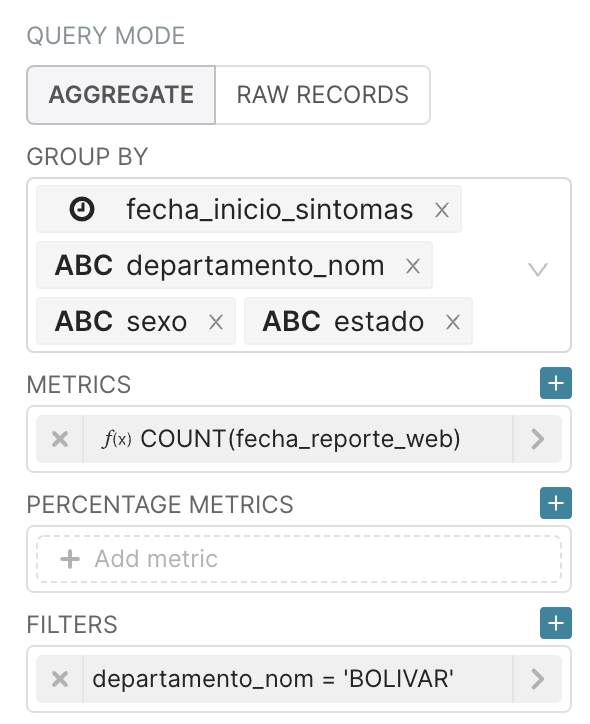 QUERY MODE
AGGREGATE RAW RECORDS
GROUP BY
fecha_inicio_sintomas
ABC departamento_nom
ABC sexo ABC estado
METRICS
f(x) COUNT(fecha_reporte_web)
PERCENTAGE METRICS
Add metric
FILTERS
departamento_nom = 'BOLIVAR'